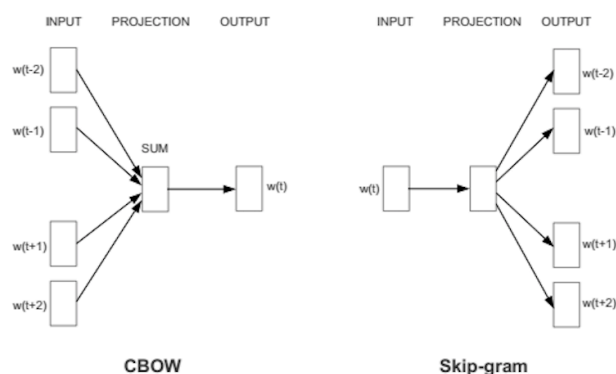 INPUT PROJECTION OUTPUT
w(t-2)
w(t-1)
SUM
w(t)
w(t+1)
w(t+2)
CBOW
INPUT PROJECTION OUTPUT
w(t-2)
w(t-1)
w(t)
w(t+1)
w(t+2)
Skip-gram